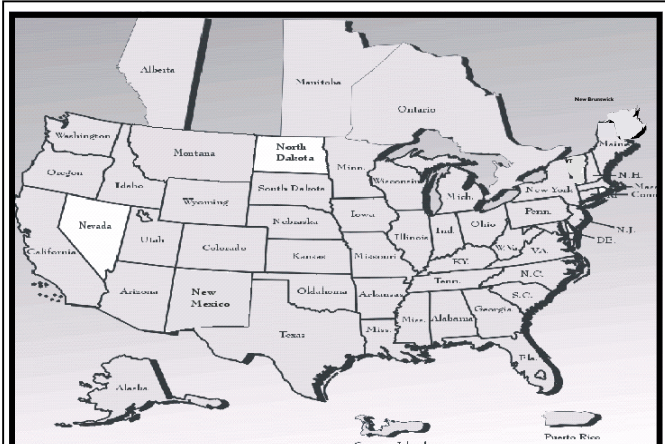 Alberta
Manitoba
Ontario
New Brunswick
Washington
Montana
North
Dakota
Minn.
Maine
Oregon
Idaho
Wyoming
South Dakota
Wisconsin
Mich.
VT
N.H.
New York
Mass
Conn
Nevada
Nebraska
Iowa
Penn.
N.J.
California
Utah
Colorado
Kansas
Missouri
Illinois
Ind.
Ohio
W.Va
VA.
DE.
KY.
Arizona
New
Mexico
Oklahoma
Arkansas
Tenn.
N.C.
S.C.
Texas
Miss.
Miss.
Alabama
Georgia
Fla.
Alaska
Puerto Rico